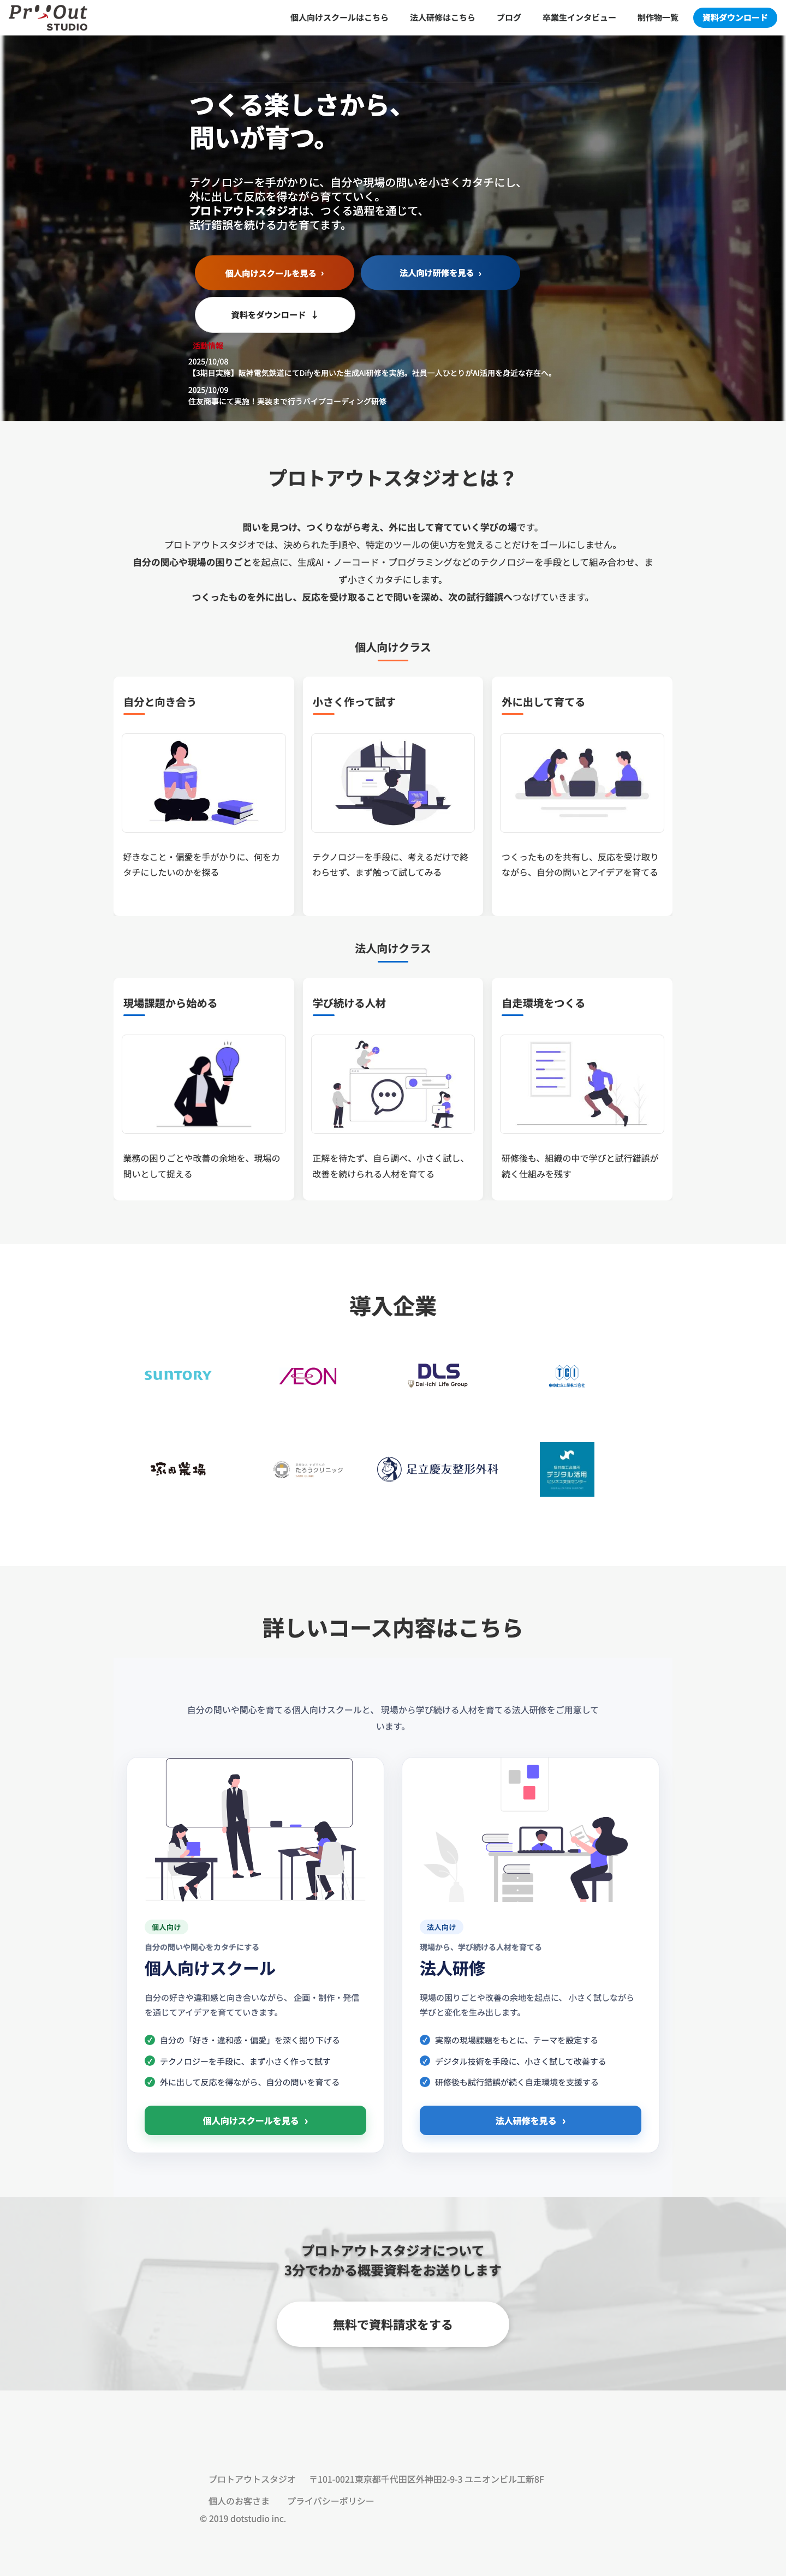 STUDIO
個人向けスクールはこちら
法人研修はこちら
ブログ
卒業生インタビュー
制作物一覧
資料ダウンロード
つくる楽しさから、
問いが育つ。
テクノロジーを手がかりに、自分や現場の問いを小さくカタチにし、
外に出して反応を得ながら育てていく。
プロトアウトスタジオは、つくる過程を通じて、
試行錯誤を続ける力を育てます。
個人向けスクールを見る ›
法人向け研修を見る ›
資料をダウンロード ↓
活動情報
2025/10/08
【3期目実施】阪神電気鉄道にてDifyを用いた生成AI研修を実施。社員一人ひとりがAI活用を身近な存在へ。
2025/10/09
住友商事にて実施！実装まで行うバイブコーディング研修
プロトアウトスタジオとは？
問いを見つけ、つくりながら考え、外に出して育てていく学びの場です。
プロトアウトスタジオでは、決められた手順や、特定のツールの使い方を覚えることだけをゴールにしません。
自分の関心や現場の困りごとを起点に、生成AI・ノーコード・プログラミングなどのテクノロジーを手段として組み合わせ、ま
ず小さくカタチにします。
つくったものを外に出し、反応を受け取ることで問いを深め、次の試行錯誤へつなげていきます。
個人向けクラス
自分と向き合う
好きなこと・偏愛を手がかりに、何をカ
タチにしたいのかを探る
小さく作って試す
テクノロジーを手段に、考えるだけで終
わらせず、まず触って試してみる
外に出して育てる
つくったものを共有し、反応を受け取り
ながら、自分の問いとアイデアを育てる
法人向けクラス
現場課題から始める
業務の困りごとや改善の余地を、現場の
問いとして捉える
学び続ける人材
正解を待たず、自ら調べ、小さく試し、
改善を続けられる人材を育てる
自走環境をつくる
研修後も、組織の中で学びと試行錯誤が
続く仕組みを残す
導入企業
SUNTORY
ÆON
DLS
Dai-ichi Life Group
TCI
塚田農場
たろうクリニック
足立慶友整形外科
デジタル活用
詳しいコース内容はこちら
自分の問いや関心を育てる個人向けスクールと、 現場から学び続ける人材を育てる法人研修をご用意して
います。
個人向け
自分の問いや関心をカタチにする
個人向けスクール
自分の好きや違和感と向き合いながら、 企画・制作・発信
を通じてアイデアを育てていきます。
自分の「好き・違和感・偏愛」を深く掘り下げる
テクノロジーを手段に、まず小さく作って試す
外に出して反応を得ながら、自分の問いを育てる
個人向けスクールを見る ›
法人向け
現場から、学び続ける人材を育てる
法人研修
現場の困りごとや改善の余地を起点に、 小さく試しながら
学びと変化を生み出します。
実際の現場課題をもとに、テーマを設定する
デジタル技術を手段に、小さく試して改善する
研修後も試行錯誤が続く自走環境を支援する
法人研修を見る ›
プロトアウトスタジオについて
3分でわかる概要資料をお送りします
無料で資料請求をする
プロトアウトスタジオ
〒101-0021東京都千代田区外神田2-9-3 ユニオンビル工新8F
個人のお客さま
プライバシーポリシー
© 2019 dotstudio inc.